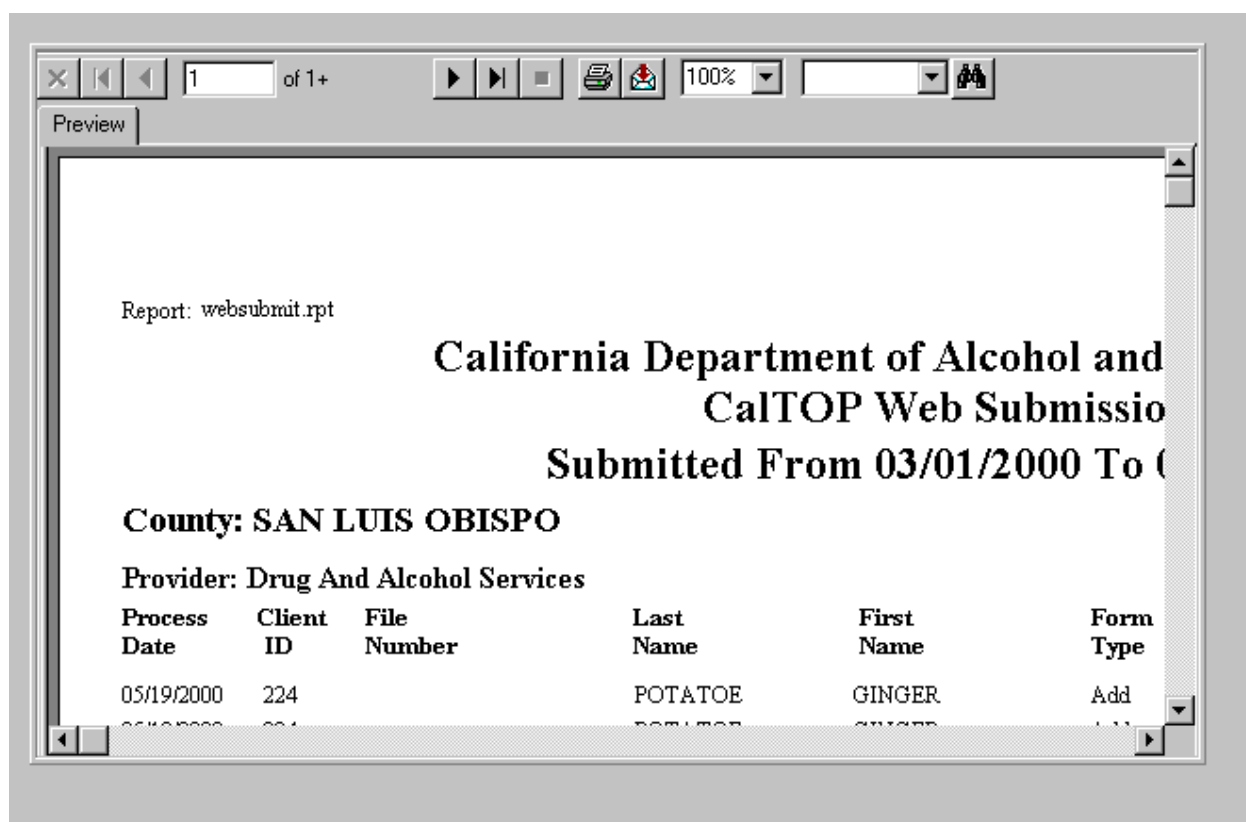 1 of 1+ 100%
Preview
Report: websubmit.rpt
California Department of Alcohol and
CalTOP Web Submissio
Submitted From 03/01/2000 To
County: SAN LUIS OBISPO
Provider: Drug And Alcohol Services
Process Client File Last First Form
Date ID Number Name Name Type
05/19/2000 224 POTATOE GINGER Add